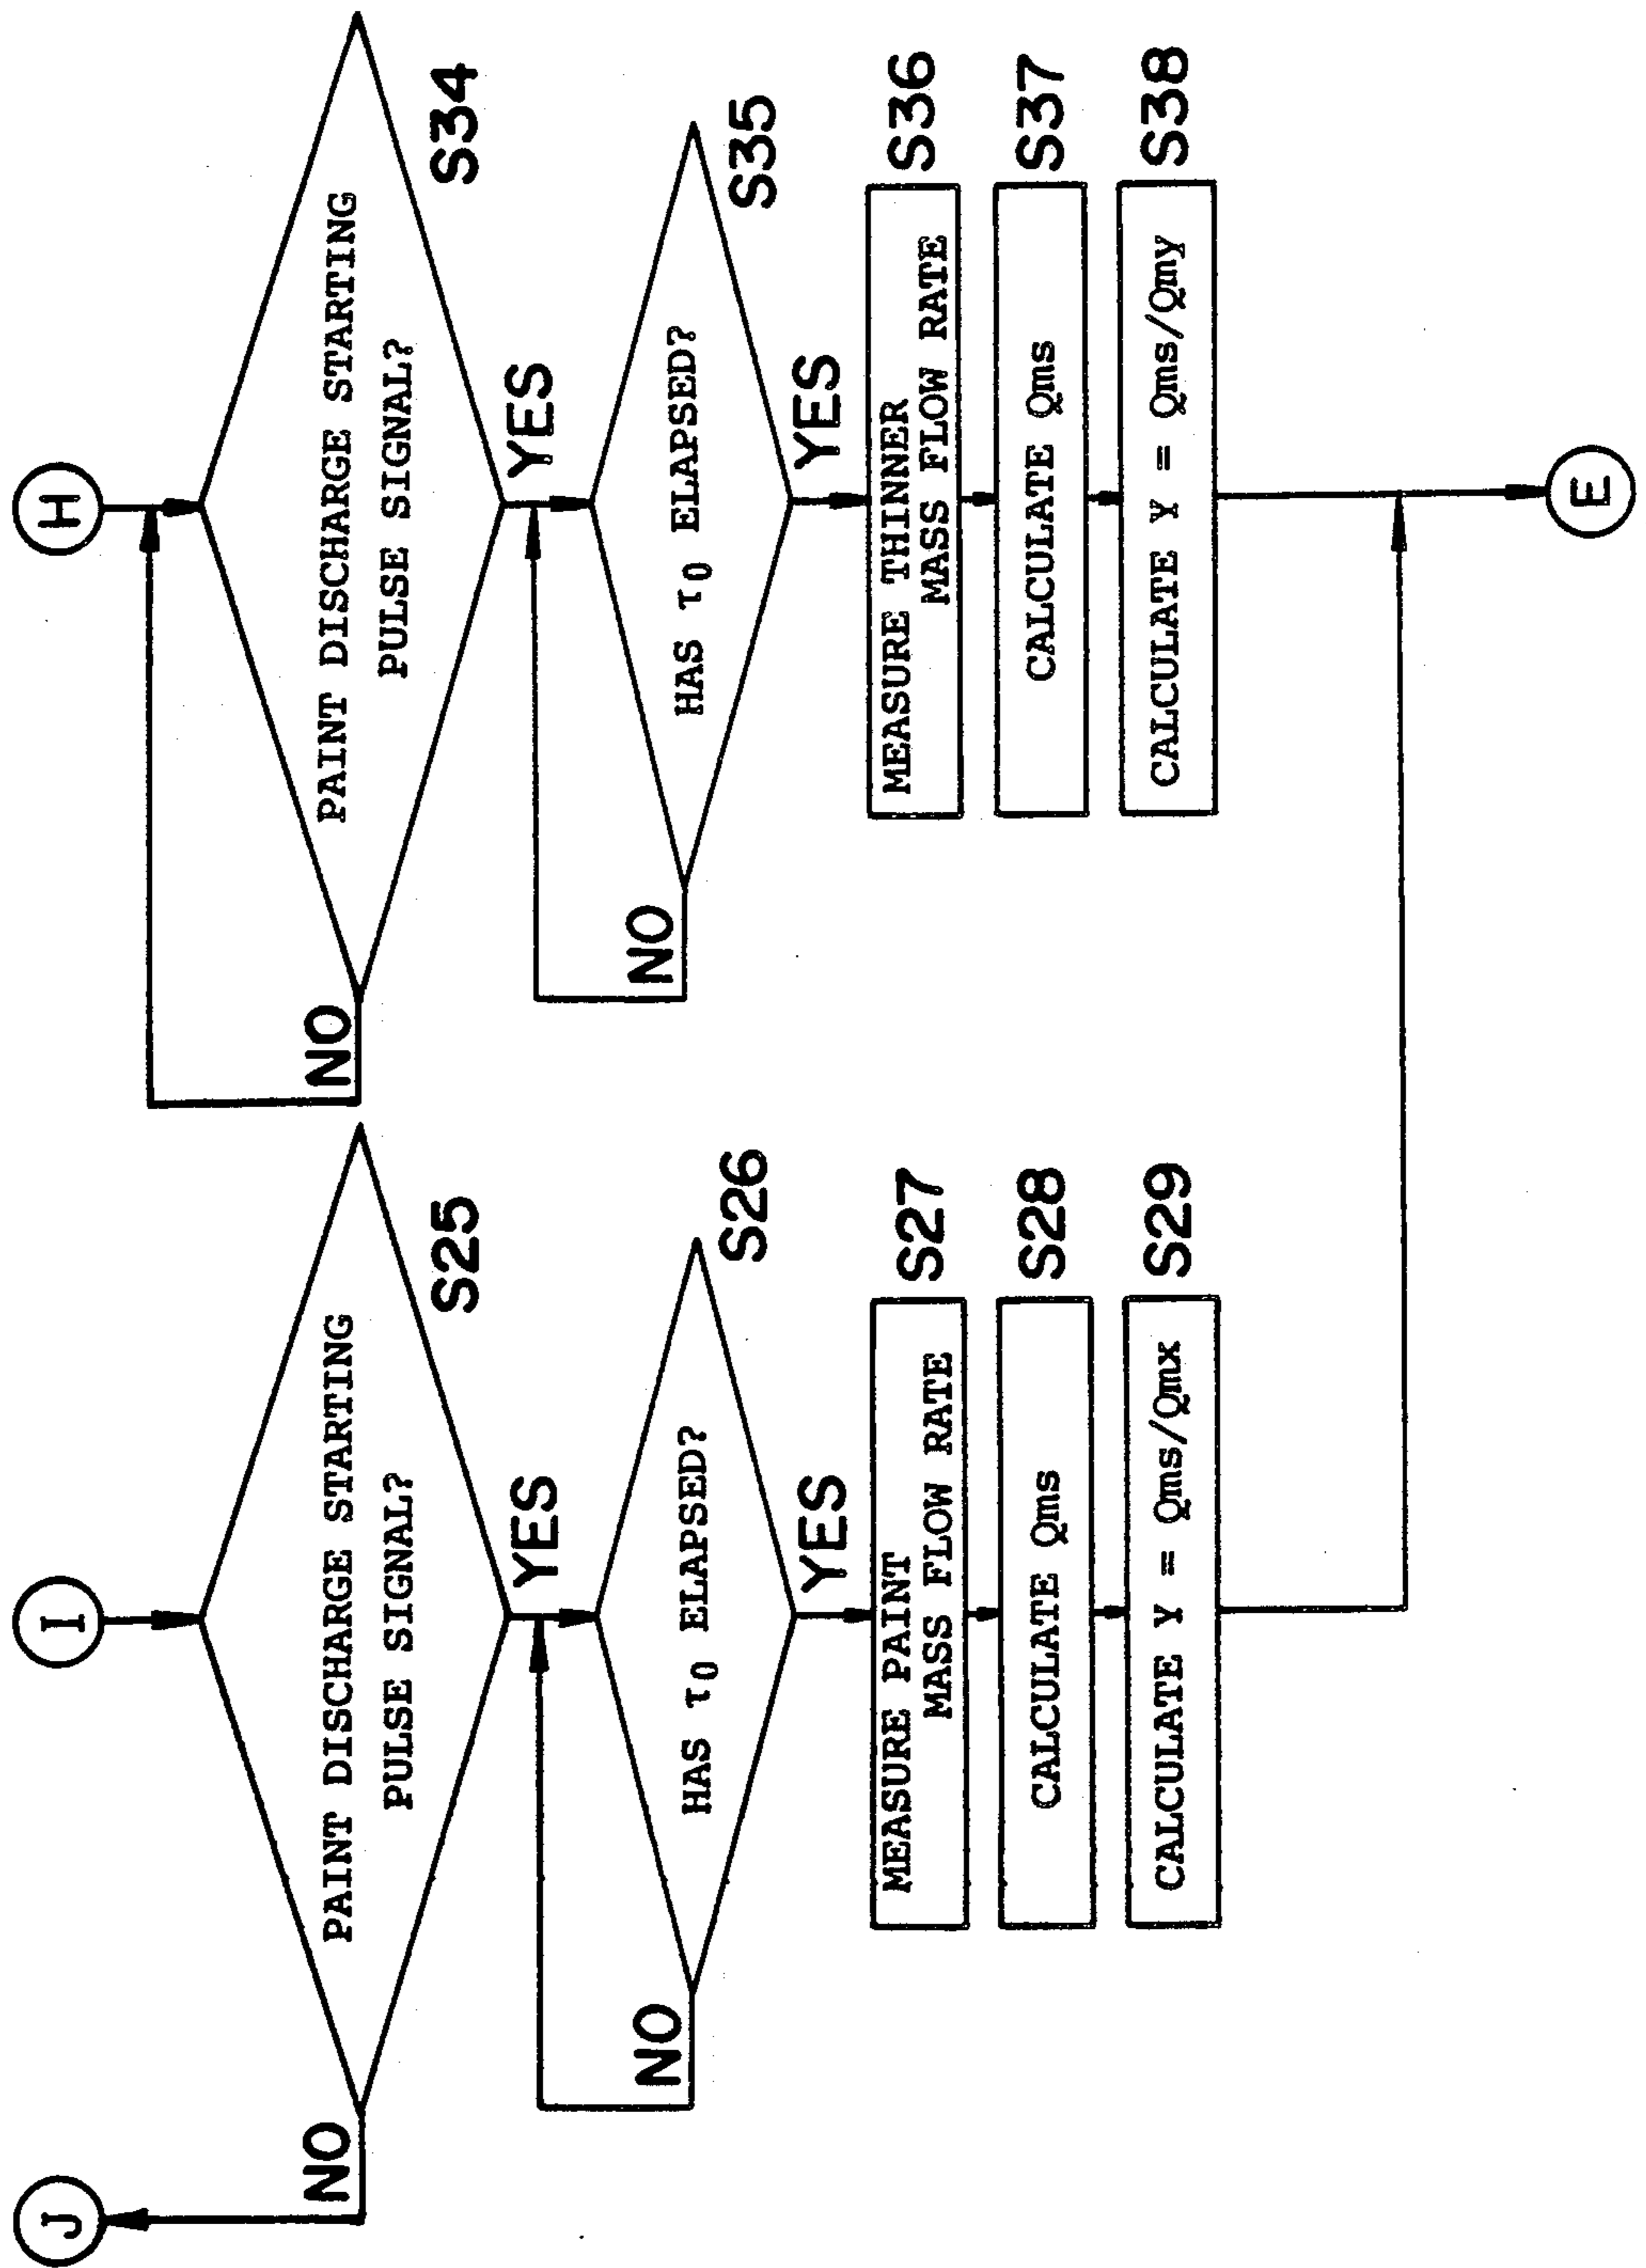 J
I
H
PAINT DISCHARGE STARTING
PULSE SIGNAL?
S25
NO
YES
HAS τ0 ELAPSED?
S26
NO
YES
MEASURE PAINT
MASS FLOW RATE
S27
CALCULATE Qms
S28
CALCULATE Y = Qms/Qmx
S29
PAINT DISCHARGE STARTING
PULSE SIGNAL?
S34
NO
YES
HAS τ0 ELAPSED?
S35
NO
YES
MEASURE THINNER
MASS FLOW RATE
S36
CALCULATE Qms
S37
CALCULATE Y = Qms/Qmy
S38
E